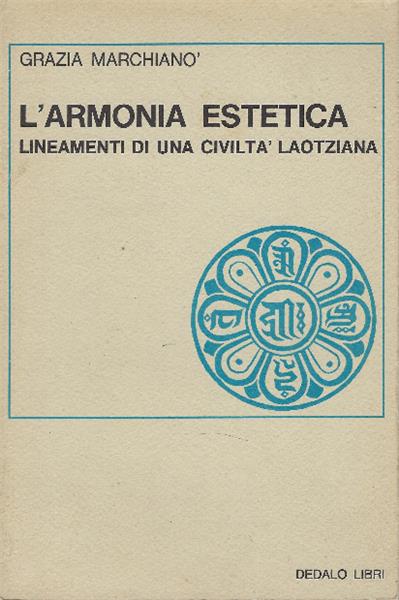 GRAZIA MARCHIANO'
L'ARMONIA ESTETICA
LINEAMENTI DI UNA CIVILTA' LAOTZIANA
DEDALO LIBRI